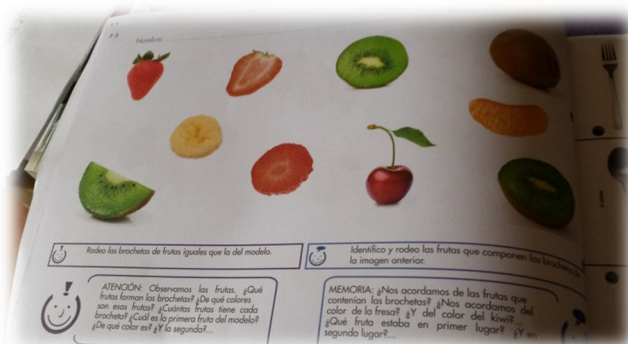 Nombre
Rodeo las brochetas de frutas iguales que la del modelo.
Identifico y rodeo las frutas que componen las brochetas de
la imagen anterior.
ATENCIÓN: Observamos las frutas. ¿Qué
frutas forman las brochetas? ¿De qué colores
son esas frutas? ¿Cuántas frutas tiene cada
brocheta? ¿Cuál es la primera fruta del modelo?
¿De qué color es? ¿Y la segunda?...
MEMORIA: ¿Nos acordamos de las frutas que
contenían las brochetas? ¿Nos acordamos del
color de la fresa? ¿Y del color del kiwi?...
¿Qué fruta estaba en primer lugar? ¿Y en
segundo lugar?...